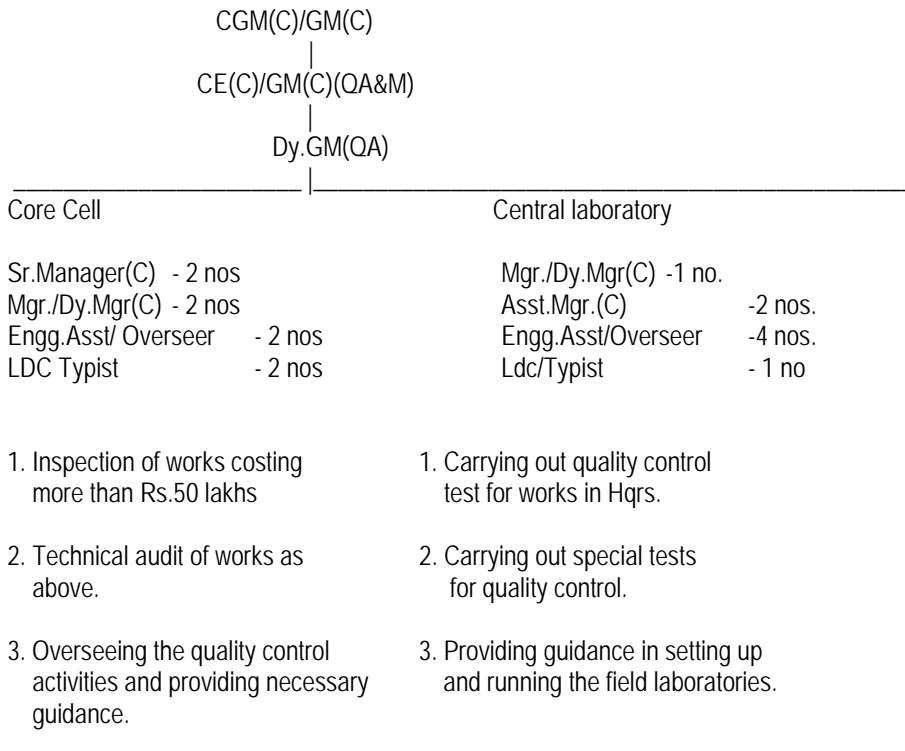 CGM(C)/GM(C)
|
CE(C)/GM(C)(QA&M)
|
Dy.GM(QA)
_______________________ |_______________________________________________
Core Cell Central laboratory
Sr.Manager(C) - 2 nos Mgr./Dy.Mgr(C) -1 no.
Mgr./Dy.Mgr(C) - 2 nos Asst.Mgr.(C) -2 nos.
Engg.Asst/ Overseer - 2 nos Engg.Asst/Overseer -4 nos.
LDC Typist - 2 nos Ldc/Typist - 1 no
1. Inspection of works costing 1. Carrying out quality control
more than Rs.50 lakhs test for works in Hqrs.
2. Technical audit of works as 2. Carrying out special tests
above. for quality control.
3. Overseeing the quality control 3. Providing guidance in setting up
activities and providing necessary and running the field laboratories.
guidance.